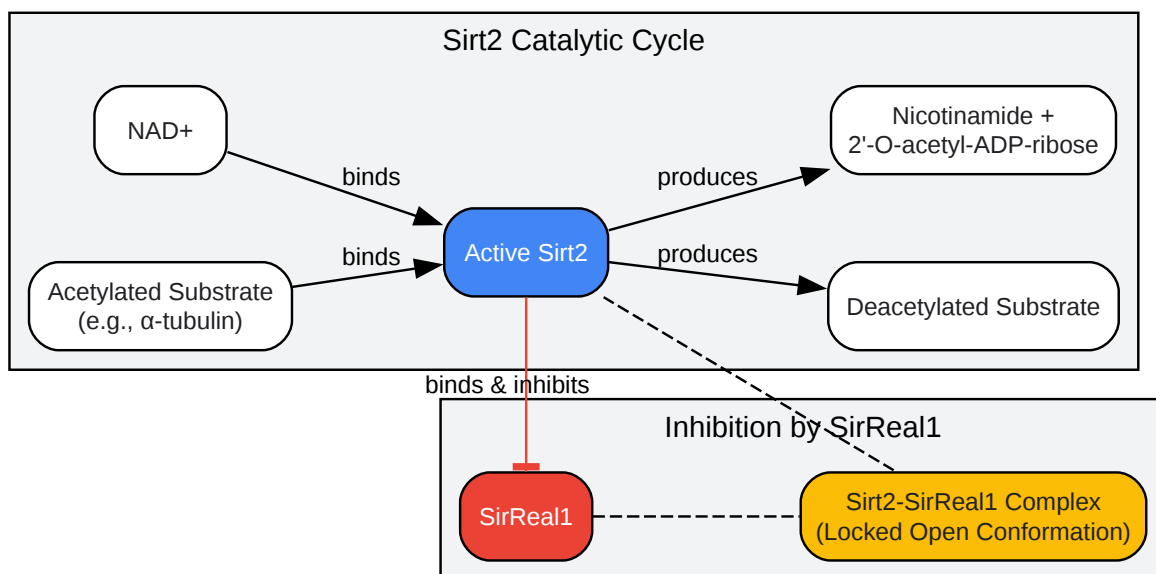 Sirt2 Catalytic Cycle
NAD+
binds
Acetylated Substrate
(e.g., α-tubulin)
binds
Active Sirt2
produces
Nicotinamide +
2'-O-acetyl-ADP-ribose
produces
Deacetylated Substrate
binds & inhibits
Inhibition by SirReal1
SirReal1
Sirt2-SirReal1 Complex
(Locked Open Conformation)